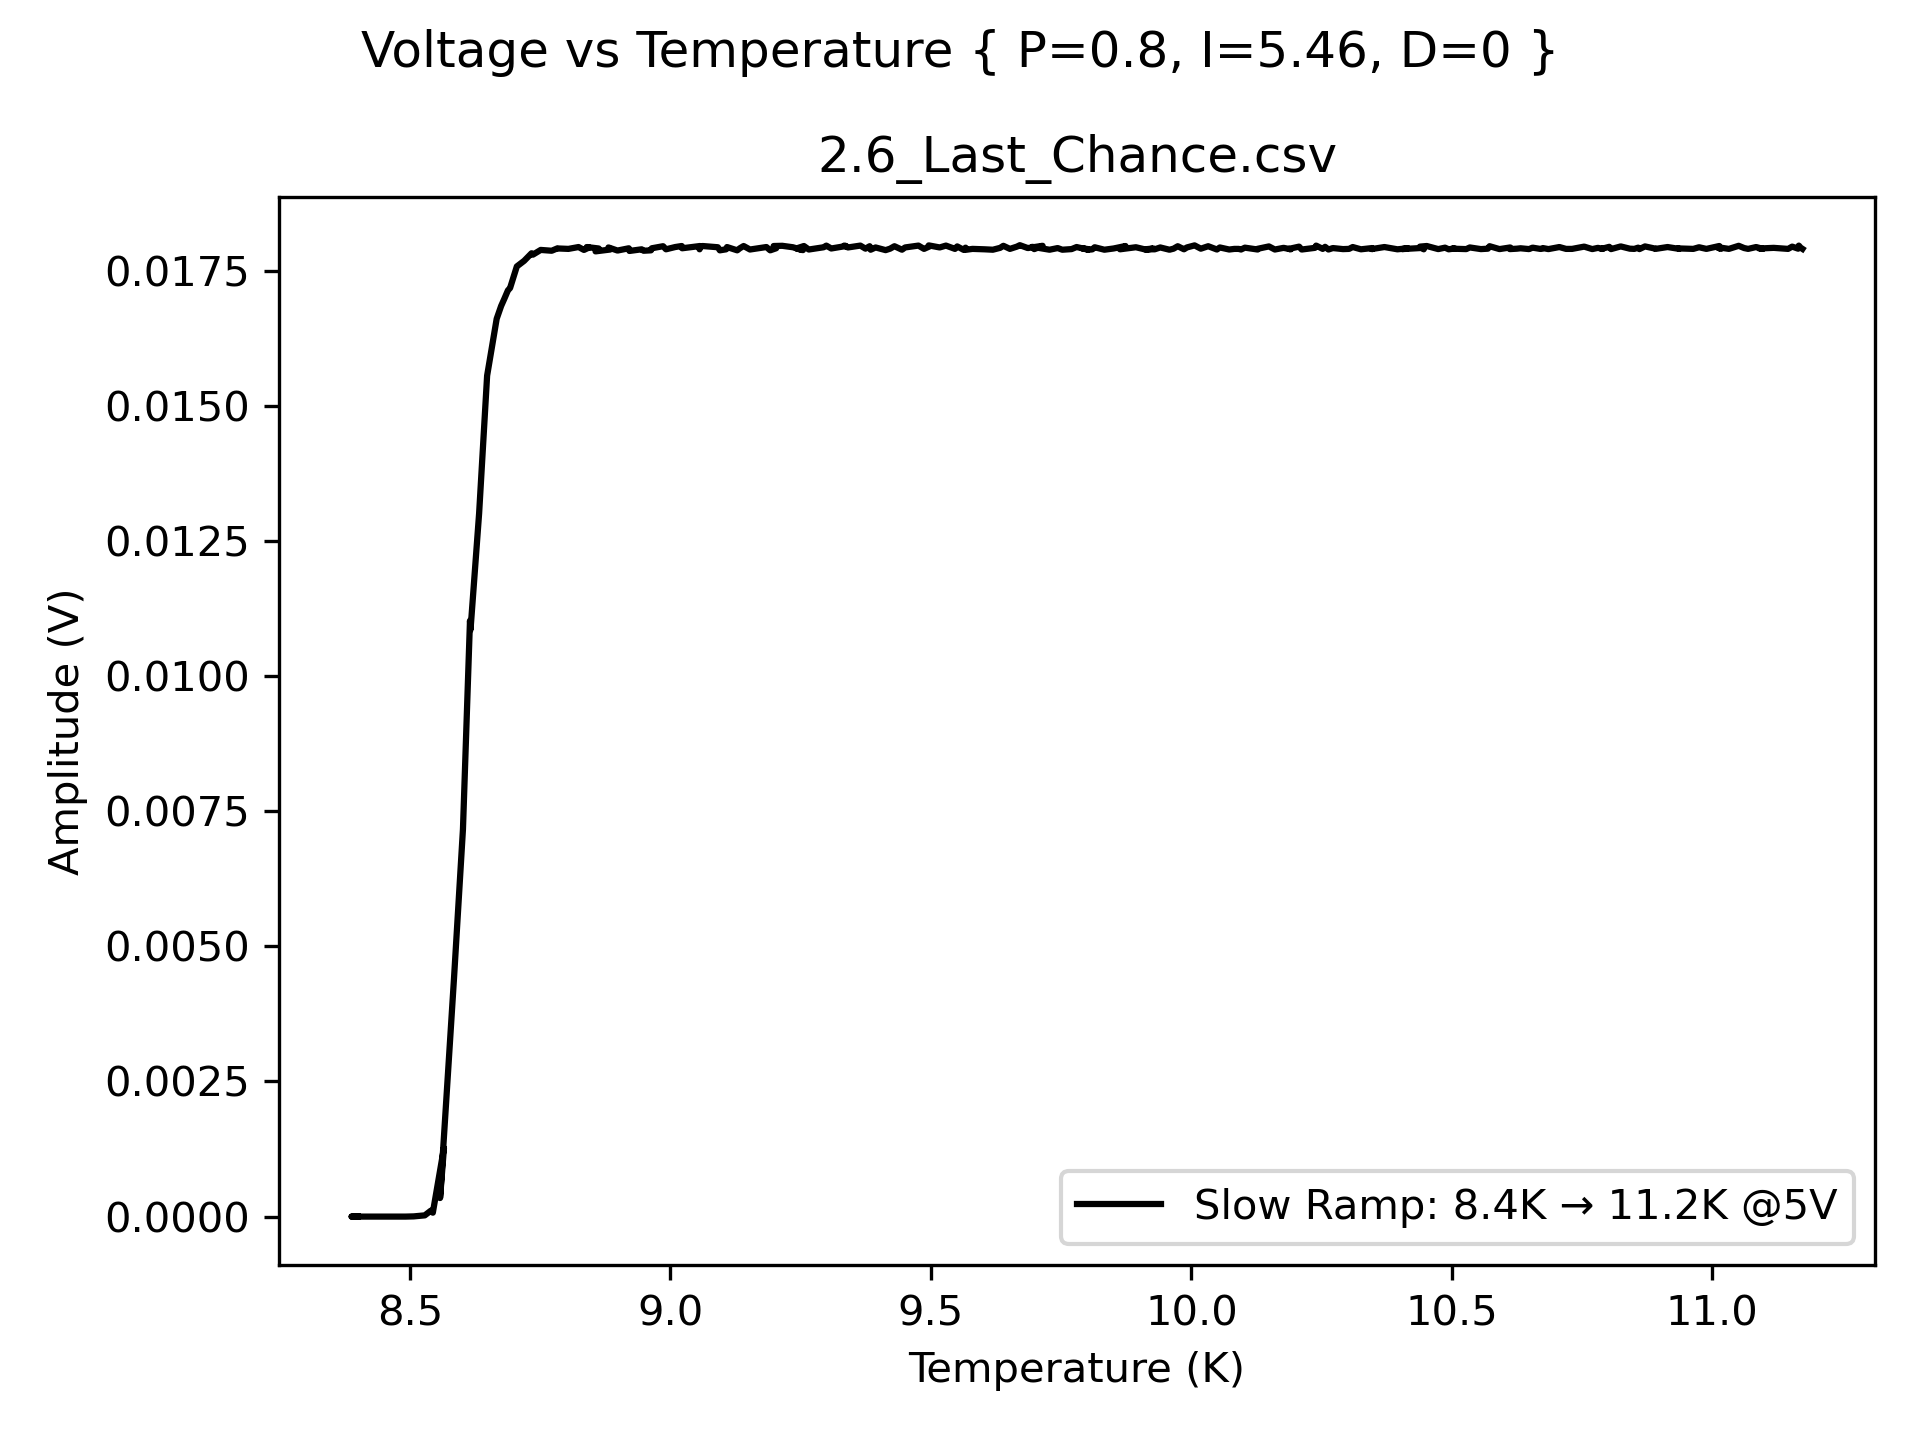 Voltage vs Temperature { P=0.8, I=5.46, D=0 }
2.6_Last_Chance.csv
Amplitude (V)
0.0175
0.0150
0.0125
0.0100
0.0075
0.0050
0.0025
0.0000
Slow Ramp: 8.4K → 11.2K @5V
8.5 9.0 9.5 10.0 10.5 11.0
Temperature (K)